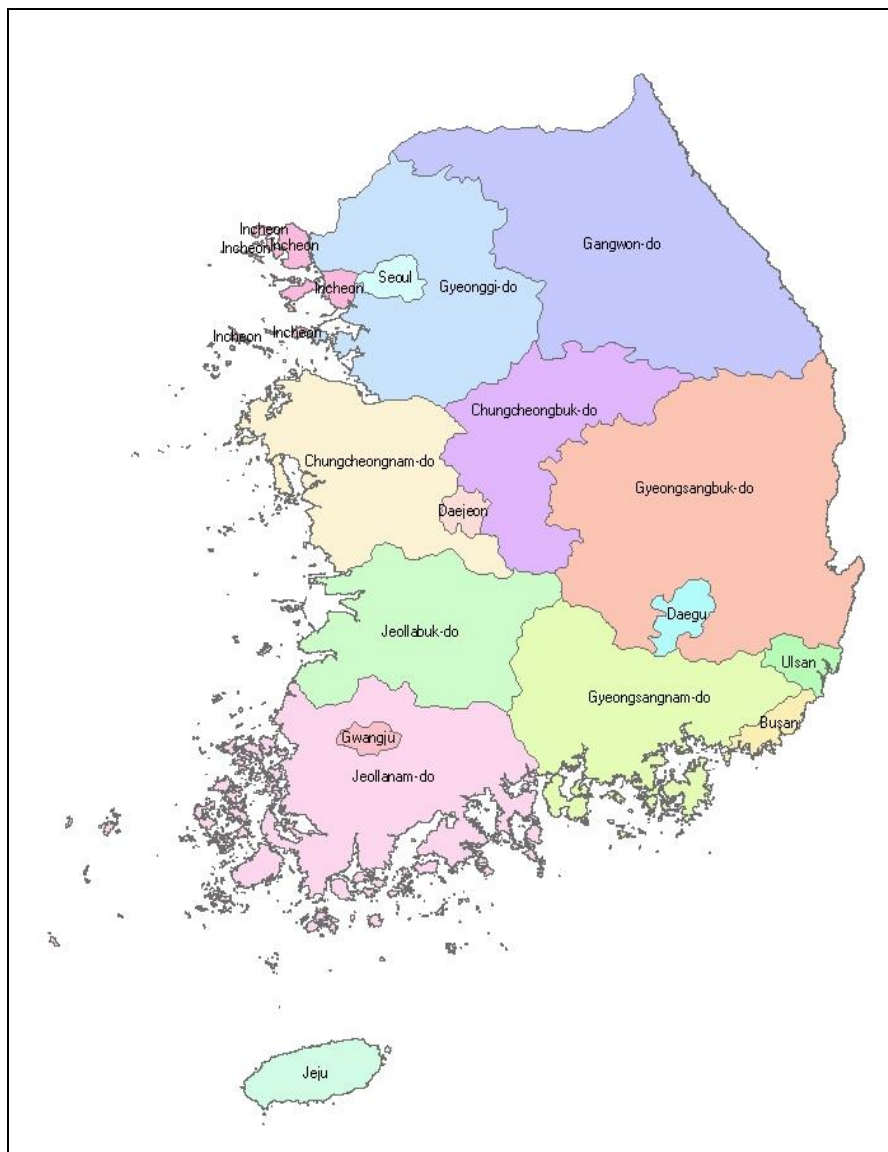 Incheon
Gangwon-do
Incheon
Incheon
Seoul
Gyeonggi-do
Incheon
Incheon
Incheon
Chungcheongbuk-do
Chungcheongnam-do
Gyeongsangbuk-do
Daejeon
Daegu
Jeollabuk-do
Ulsan
Gyeongsangnam-do
Busan
Gwangju
Jeollanam-do
Jeju